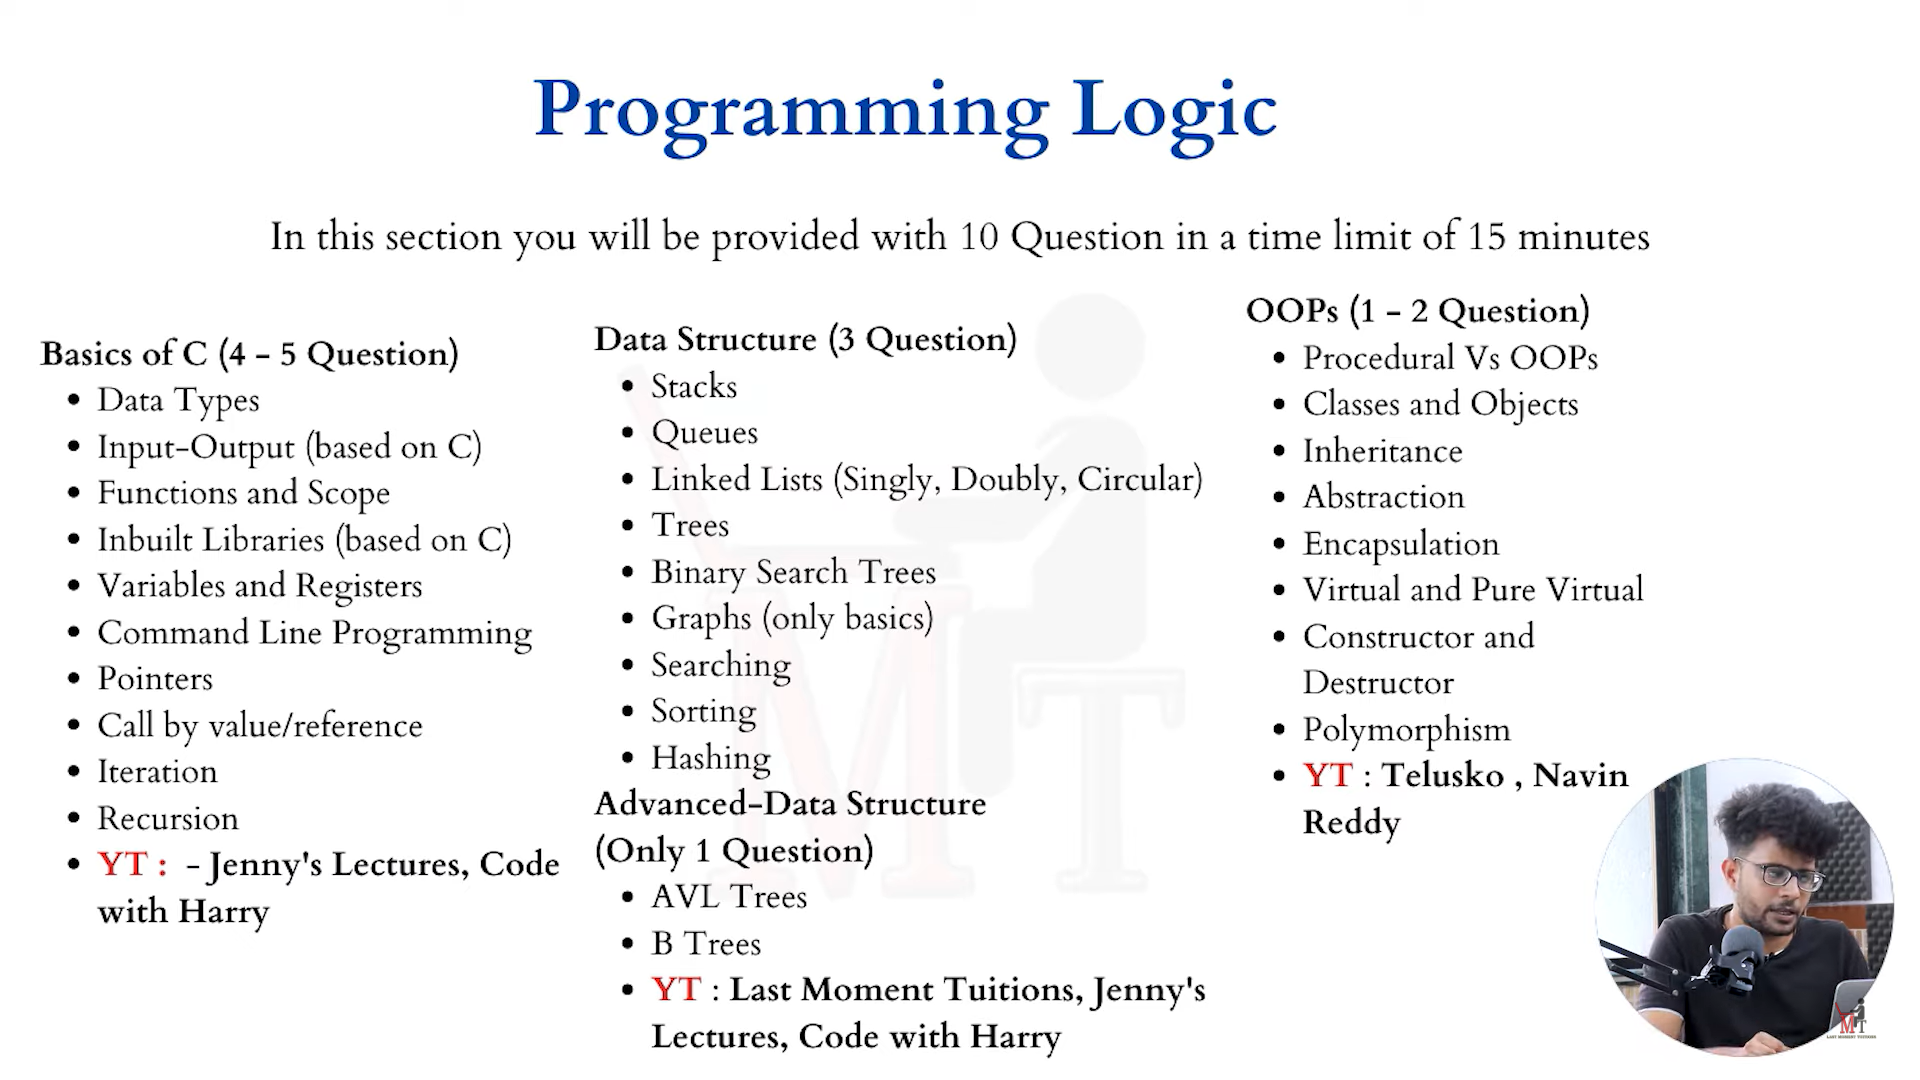 Programming Logic
In this section you will be provided with 10 Question in a time limit of 15 minutes
Basics of C (4 - 5 Question)
• Data Types
• Input-Output (based on C)
• Functions and Scope
• Inbuilt Libraries (based on C)
• Variables and Registers
• Command Line Programming
• Pointers
• Call by value/reference
• Iteration
• Recursion
• YT : - Jenny's Lectures, Code
with Harry
Data Structure (3 Question)
• Stacks
• Queues
• Linked Lists (Singly, Doubly, Circular)
• Trees
• Binary Search Trees
• Graphs (only basics)
• Searching
• Sorting
• Hashing
Advanced-Data Structure
(Only 1 Question)
• AVL Trees
• B Trees
• YT : Last Moment Tuitions, Jenny's
Lectures, Code with Harry
OOPs (1 - 2 Question)
• Procedural Vs OOPs
• Classes and Objects
• Inheritance
• Abstraction
• Encapsulation
• Virtual and Pure Virtual
• Constructor and
Destructor
• Polymorphism
• YT : Telusko , Navin
Reddy
MT
MT
LAST MOMENT TUITIONS